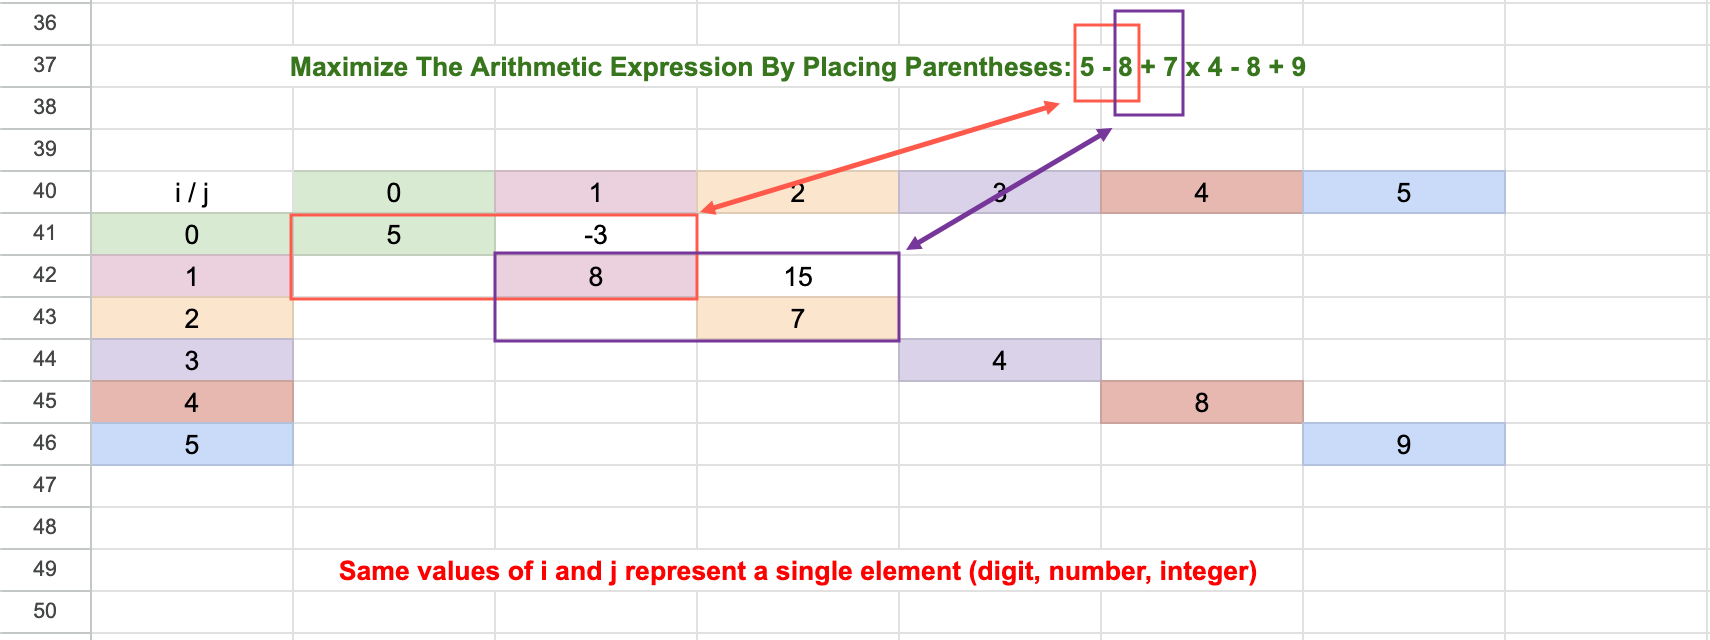 36
37 Maximize The Arithmetic Expression By Placing Parentheses: 5 - 8 + 7 x 4 - 8 + 9
38
39
40 i / j 0 1 2 3 4 5
41 0 5 -3
42 1 8 15
43 2 7
44 3 4
45 4 8
46 5 9
47
48
49 Same values of i and j represent a single element (digit, number, integer)
50